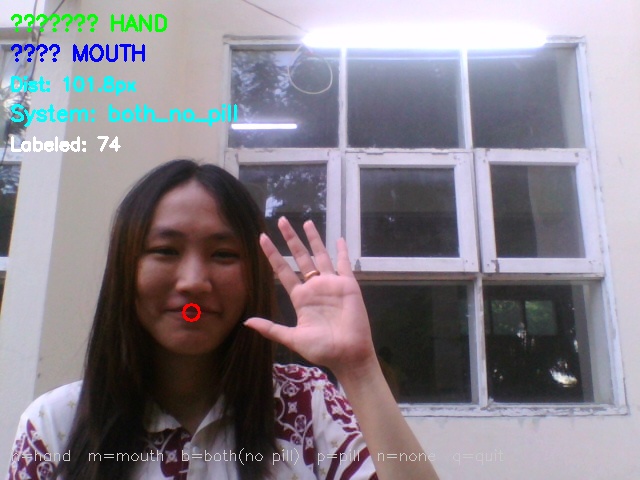 ??????? HAND
???? MOUTH
Dist: 101.8px
System: both_no_pill
Labeled: 74
h=hand m=mouth b=both(no pill) p=pill n=none q=quit